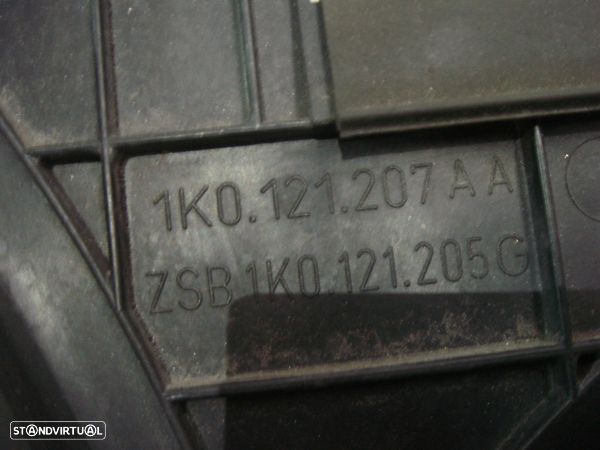 1K0.121.207 AA
ZSB 1K0.121.205 G
STANDVIRTUAL